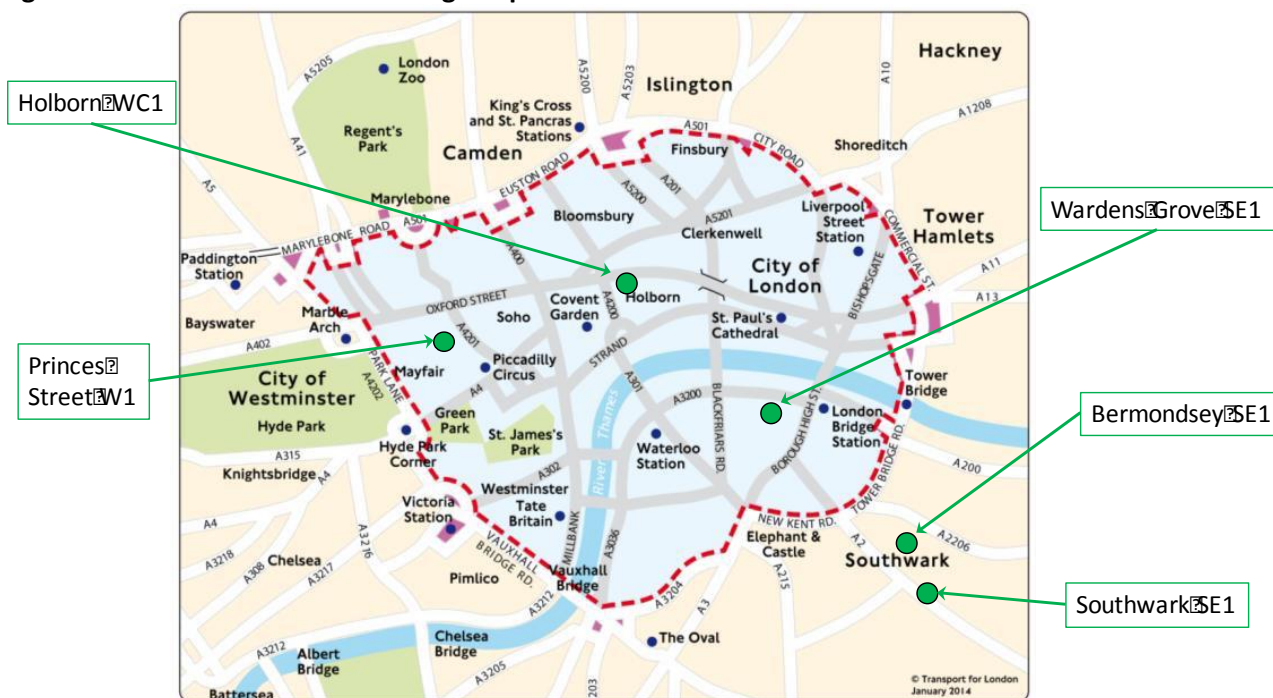 Hackney
Islington
London
Zoo
King's Cross
and St. Pancras
Stations
Regent's
Park
Camden
Finsbury
Shoreditch
Marylebone
Bloomsbury
Clerkenwell
Liverpool
Street
Station
Tower
Hamlets
Paddington
Station
City of
London
Holborn
Covent
Garden
Soho
St. Paul's
Cathedral
Bayswater
Marble
Arch
Mayfair
Piccadilly
Circus
City of
Westminster
Hyde Park
Green
Park
St. James's
Park
Hyde Park
Corner
Knightsbridge
Waterloo
Station
London
Bridge
Station
Tower
Bridge
Victoria
Station
Westminster
Tate
Britain
Elephant &
Castle
Southwark
Chelsea
Pimlico
Vauxhall
Bridge
The Oval
Chelsea
Bridge
Albert
Bridge
Battersea
River Thames
A5205
A41
A5
A5200
A5203
A10
A1208
A501
CITY ROAD
EUSTON ROAD
A501
MARYLEBONE ROAD
A5200
A201
A5201
A400
COMMERCIAL ST.
BISHOPSGATE
A11
A13
OXFORD STREET
A4200
A4201
STRAND
A402
PARK LANE
A4202
A4
A301
A3200
BLACKFRIARS RD.
BOROUGH HIGH ST.
A315
A4
A302
MILLBANK
A3036
TOWER BRIDGE RD.
A200
NEW KENT RD.
A2
A2206
A4
A3218
A308
A3217
A3216
VAUXHALL
BRIDGE RD.
A3212
A3204
A3
A215
A3212
A3205
203
© Transport for London
January 2014
Holborn WC1
Princes
Street W1
Wardens Grove SE1
Bermondsey SE1
Southwark SE1